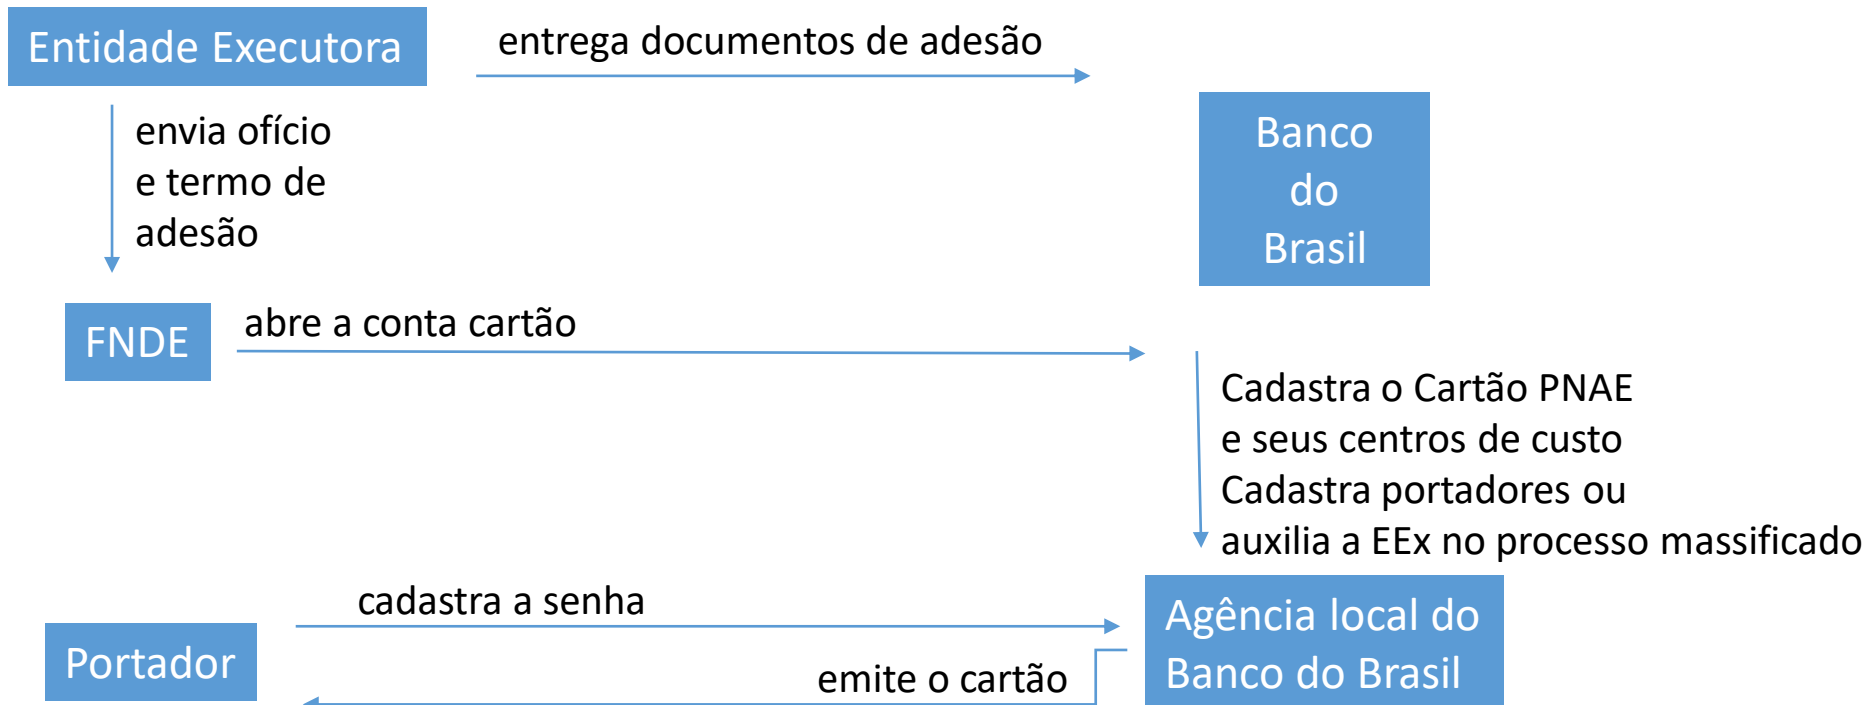 Entidade Executora
entrega documentos de adesão
envia ofício
e termo de
adesão
Banco
do
Brasil
FNDE
abre a conta cartão
Cadastra o Cartão PNAE
e seus centros de custo
Cadastra portadores ou
auxilia a EEx no processo massificado
cadastra a senha
Portador
emite o cartão
Agência local do
Banco do Brasil